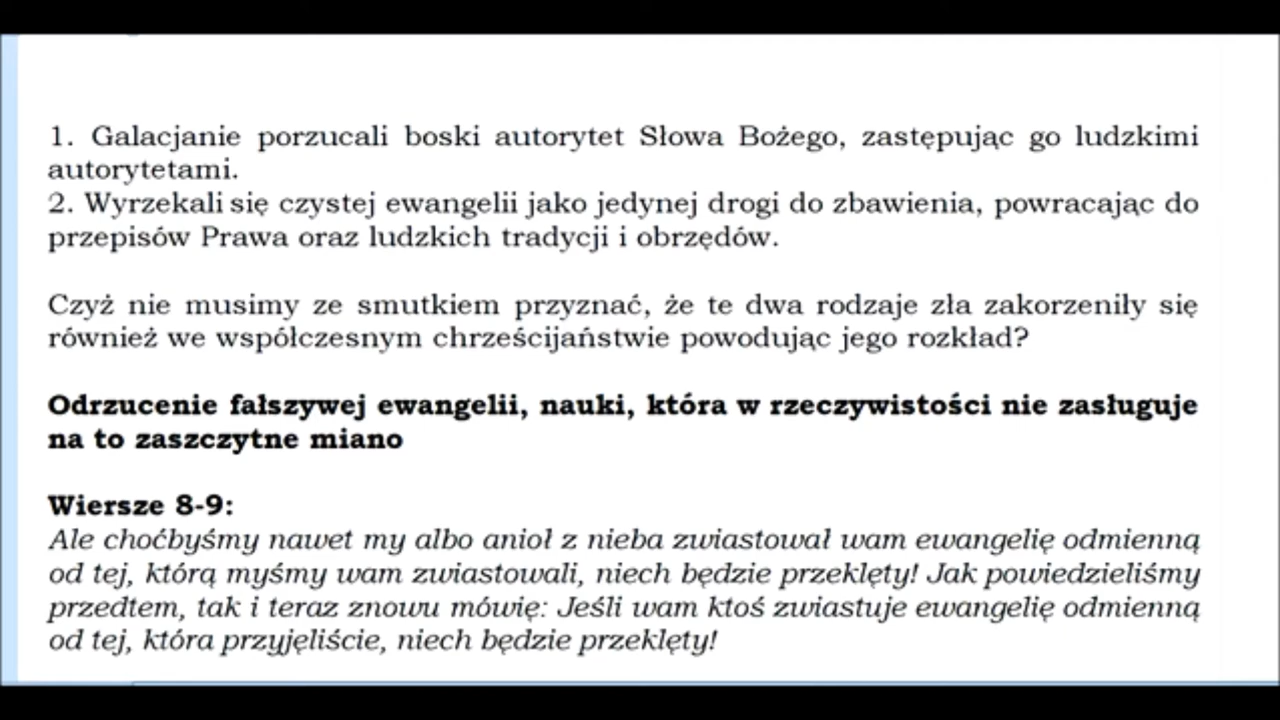 1. Galacjanie porzucali boski autorytet Słowa Bożego, zastępując go ludzkimi
autorytetami.
2. Wyrzekali się czystej ewangelii jako jedynej drogi do zbawienia, powracając do
przepisów Prawa oraz ludzkich tradycji i obrzędów.
Czyż nie musimy ze smutkiem przyznać, że te dwa rodzaje zła zakorzeniły się
również we współczesnym chrześcijaństwie powodując jego rozkład?
Odrzucenie fałszywej ewangelii, nauki, która w rzeczywistości nie zasługuje
na to zaszczytne miano
Wiersze 8-9:
Ale choćbyśmy nawet my albo anioł z nieba zwiastował wam ewangelię odmienną
od tej, którą myśmy wam zwiastowali, niech będzie przeklęty! Jak powiedzieliśmy
przedtem, tak i teraz znowu mówię: Jeśli wam ktoś zwiastuje ewangelię odmienną
od tej, która przyjęliście, niech będzie przeklęty!